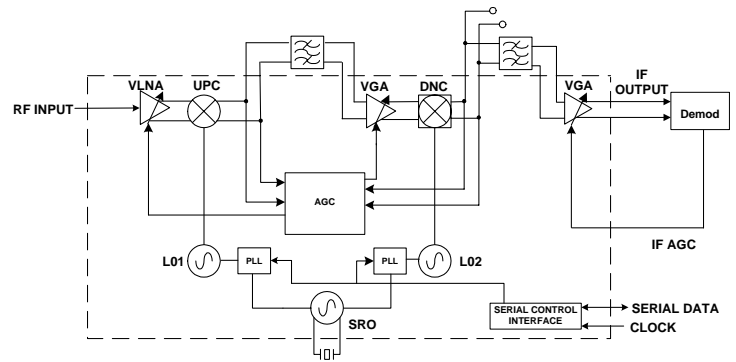 VLNA
UPC
VGA
DNC
VGA
IF
OUTPUT
RF INPUT
Demod
AGC
IF AGC
L01
PLL
PLL
L02
SRO
SERIAL CONTROL
INTERFACE
SERIAL DATA
CLOCK